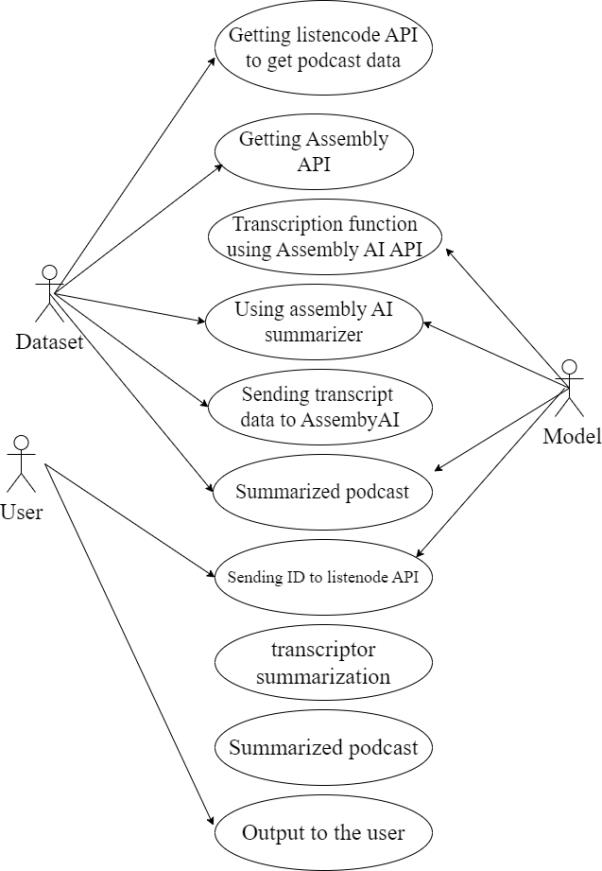 Getting listencode API
to get podcast data
Getting Assembly
API
Transcription function
using Assembly AI API
Using assembly AI
summarizer
Dataset
Sending transcript
data to AssembyAI
Model
Summarized podcast
User
Sending ID to listenode API
transcriptor
summarization
Summarized podcast
Output to the user